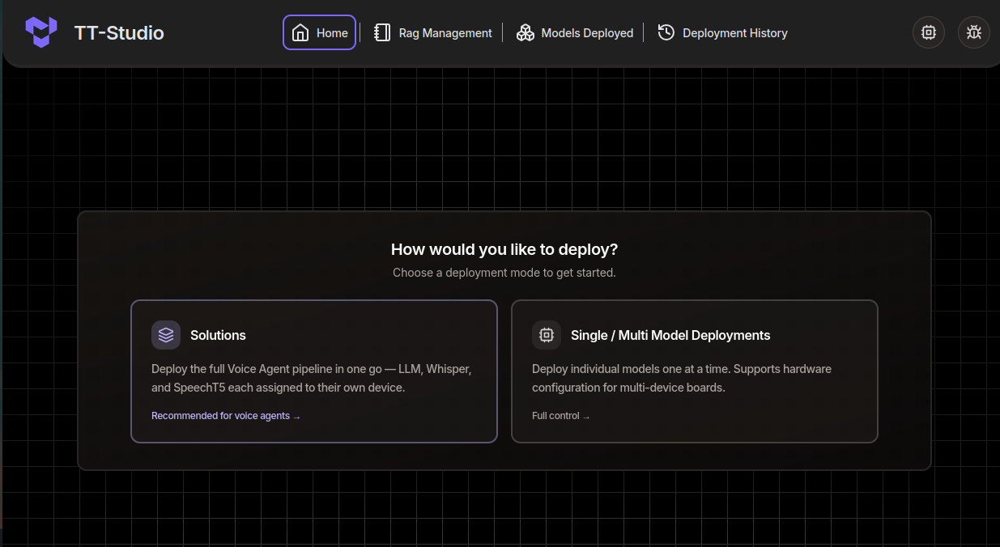 TT-Studio
Home
Rag Management
Models Deployed
Deployment History
How would you like to deploy?
Choose a deployment mode to get started.
Solutions
Deploy the full Voice Agent pipeline in one go — LLM, Whisper,
and SpeechT5 each assigned to their own device.
Recommended for voice agents →
Single / Multi Model Deployments
Deploy individual models one at a time. Supports hardware
configuration for multi-device boards.
Full control →